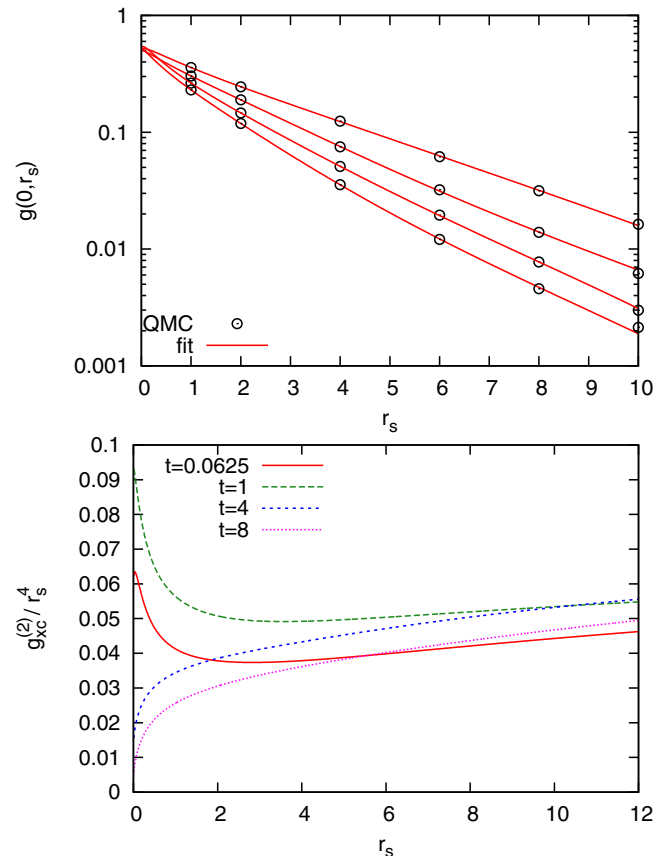 1
0.1
0.01
0.001
g(0,r_s)
QMC
fit
0 1 2 3 4 5 6 7 8 9 10
r_s
0.1
0.09
0.08
0.07
0.06
0.05
0.04
0.03
0.02
0.01
0
g_xc^(2)/r_s^4
t=0.0625
t=1
t=4
t=8
0 2 4 6 8 10 12
r_s